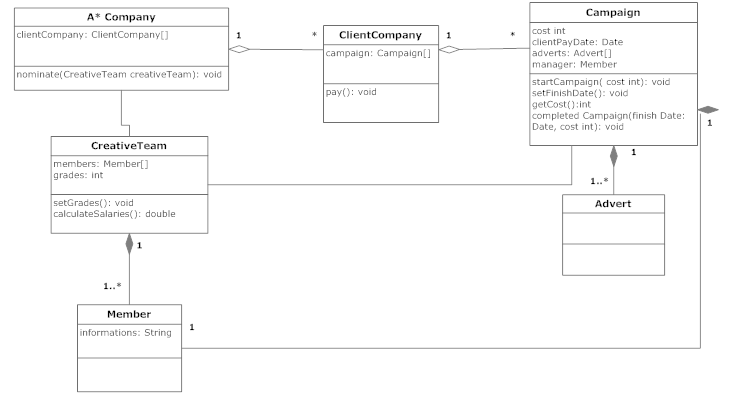 A* Company
clientCompany: ClientCompany[]
nominate(CreativeTeam creativeTeam): void
1
*
ClientCompany
campaign: Campaign[]
pay(): void
1
*
Campaign
cost int
clientPayDate: Date
adverts: Advert[]
manager: Member
startCampaign( cost int): void
setFinishDate(): void
getCost():int
completed Campaign(finish Date:
Date, cost int): void
1
1
1..*
Advert
CreativeTeam
members: Member[]
grades: int
setGrades(): void
calculateSalaries(): double
1
1..*
Member
informations: String
1